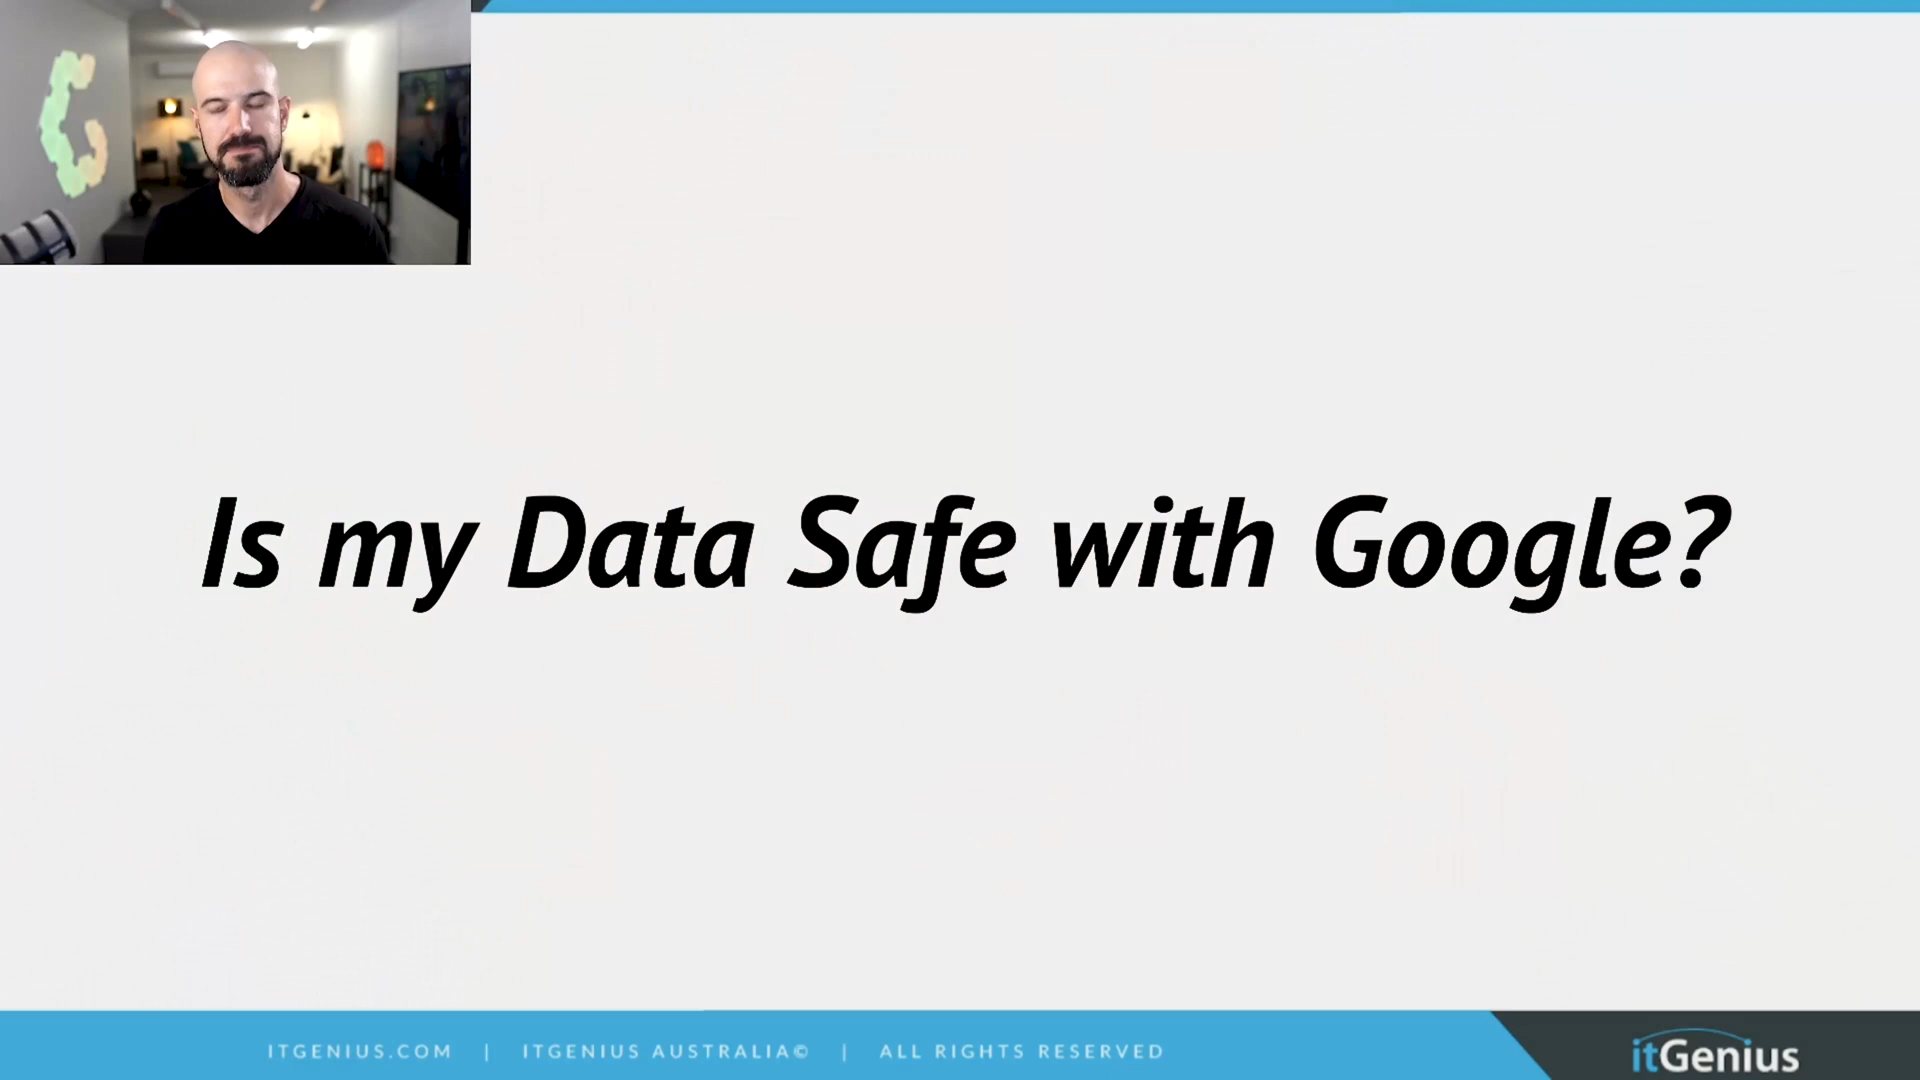 Is my Data Safe with Google?
ITGENIUS.COM | ITGENIUS AUSTRALIA© | ALL RIGHTS RESERVED
itGenius